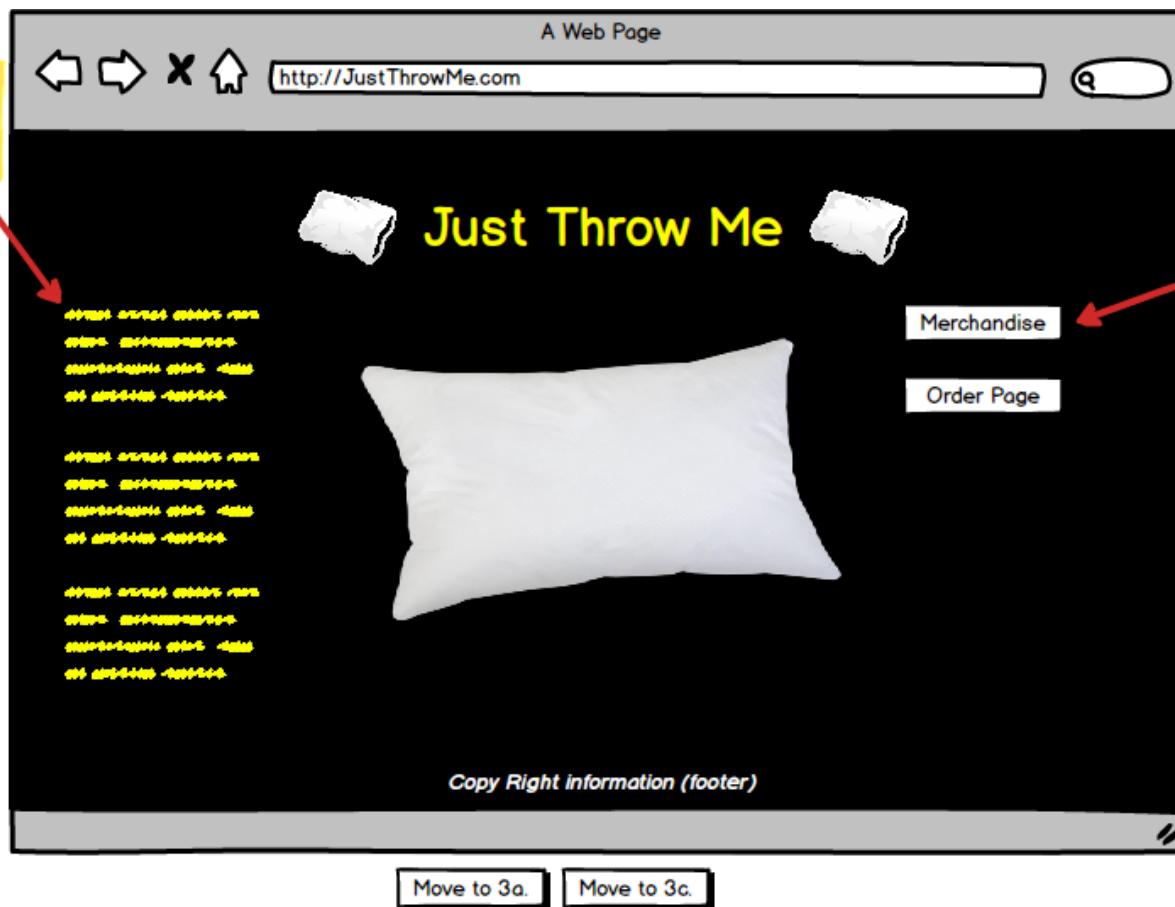 A Web Page
http://JustThrowMe.com
Just Throw Me
Merchandise
Order Page
Copy Right information (footer)
Move to 3a.
Move to 3c.